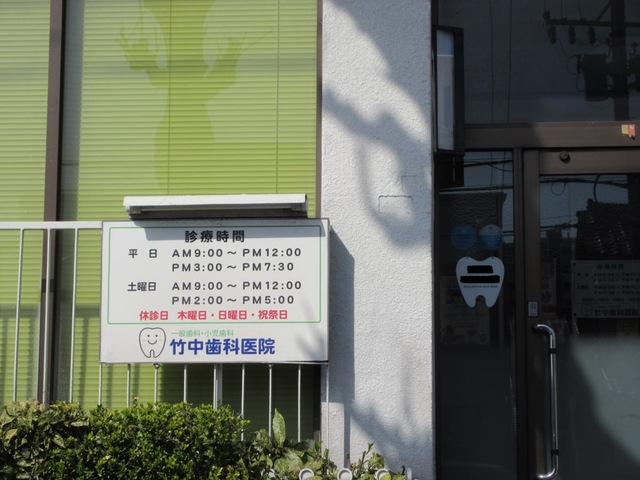 診療時間
平日 AM9:00～PM12:00
PM3:00～PM7:30
土曜日 AM9:00～PM12:00
PM2:00～PM5:00
休診日 木曜日・日曜日・祝祭日
一般歯科・小児歯科
竹中歯科医院